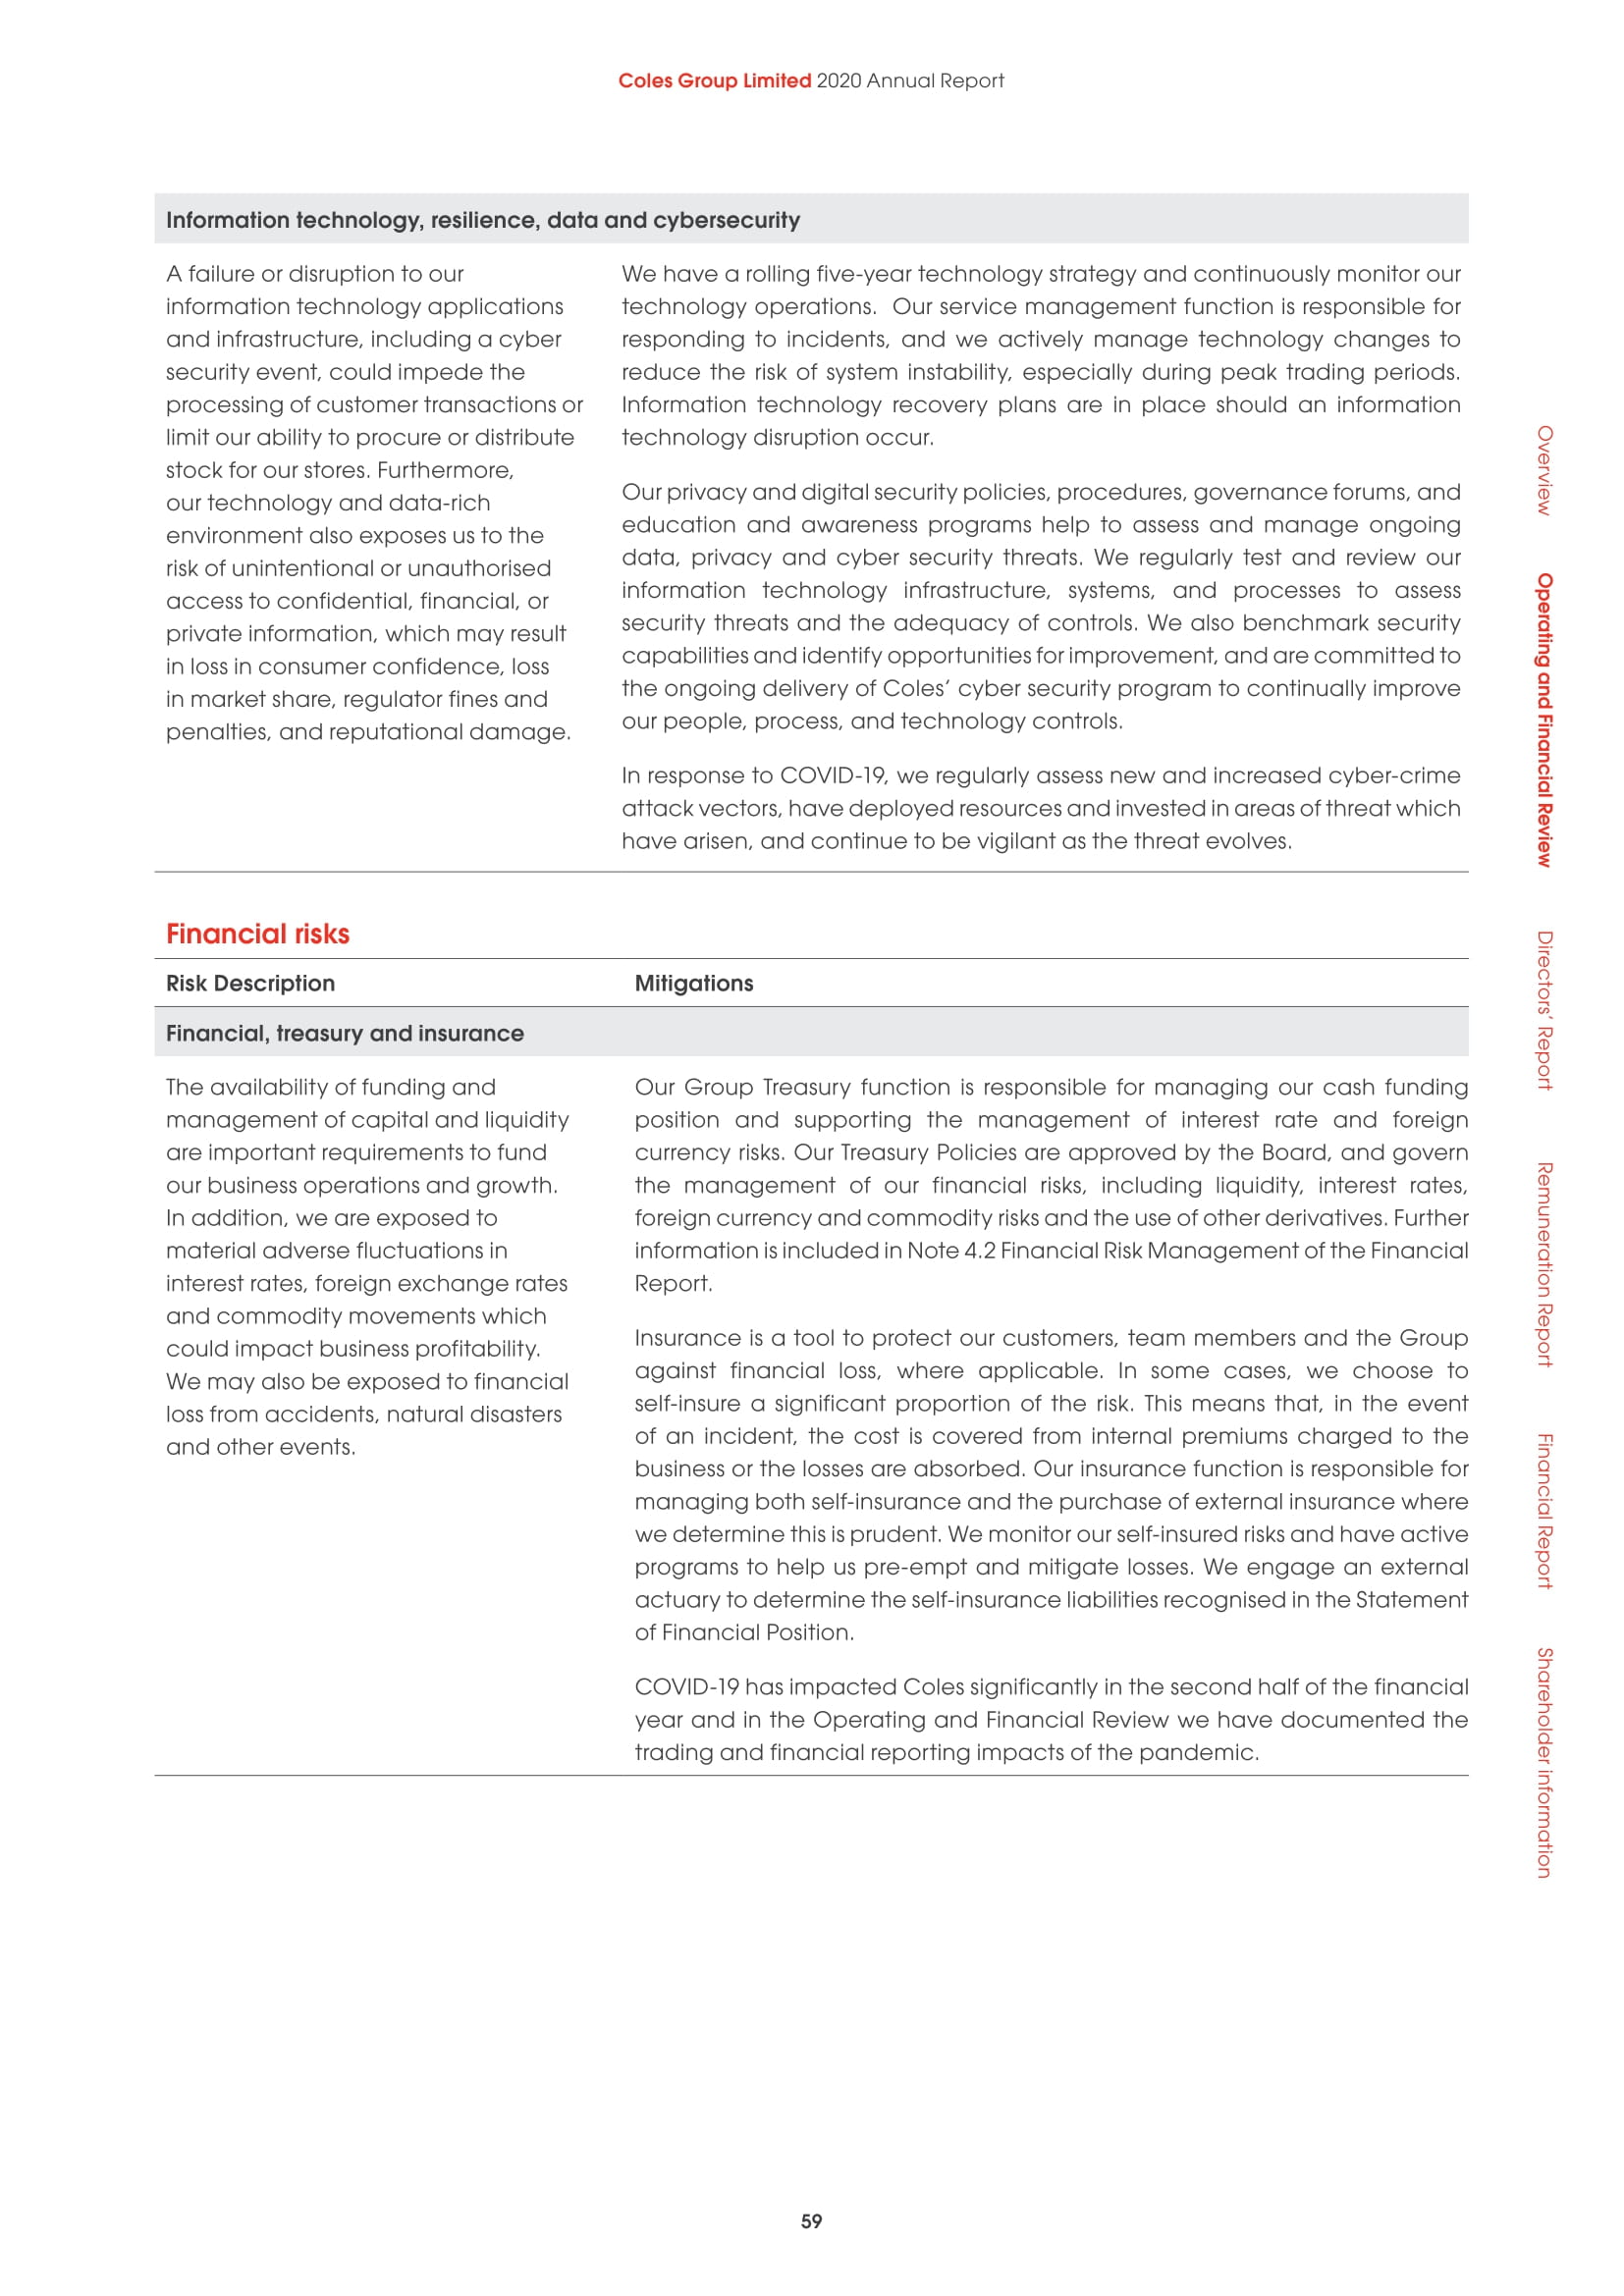 Coles Group Limited 2020 Annual Report
Information technology, resilience, data and cybersecurity
A failure or disruption to our
information technology applications
and infrastructure, including a cyber
security event, could impede the
processing of customer transactions or
limit our ability to procure or distribute
stock for our stores. Furthermore,
our technology and data-rich
environment also exposes us to the
risk of unintentional or unauthorised
access to confidential, financial, or
private information, which may result
in loss in consumer confidence, loss
in market share, regulator fines and
penalties, and reputational damage.
We have a rolling five-year technology strategy and continuously monitor our
technology operations.  Our service management function is responsible for
responding to incidents, and we actively manage technology changes to
reduce the risk of system instability, especially during peak trading periods.
Information technology recovery plans are in place should an information
technology disruption occur.
Our privacy and digital security policies, procedures, governance forums, and
education and awareness programs help to assess and manage ongoing
data, privacy and cyber security threats. We regularly test and review our
information technology infrastructure, systems, and processes to assess
security threats and the adequacy of controls. We also benchmark security
capabilities and identify opportunities for improvement, and are committed to
the ongoing delivery of Coles’ cyber security program to continually improve
our people, process, and technology controls.
In response to COVID-19, we regularly assess new and increased cyber-crime
attack vectors, have deployed resources and invested in areas of threat which
have arisen, and continue to be vigilant as the threat evolves.
Financial risks
Risk Description
Mitigations
Financial, treasury and insurance
The availability of funding and
management of capital and liquidity
are important requirements to fund
our business operations and growth.
In addition, we are exposed to
material adverse fluctuations in
interest rates, foreign exchange rates
and commodity movements which
could impact business profitability.
We may also be exposed to financial
loss from accidents, natural disasters
and other events.
Our Group Treasury function is responsible for managing our cash funding
position and supporting the management of interest rate and foreign
currency risks. Our Treasury Policies are approved by the Board, and govern
the management of our financial risks, including liquidity, interest rates,
foreign currency and commodity risks and the use of other derivatives. Further
information is included in Note 4.2 Financial Risk Management of the Financial
Report.
Insurance is a tool to protect our customers, team members and the Group
against financial loss, where applicable. In some cases, we choose to
self-insure a significant proportion of the risk. This means that, in the event
of an incident, the cost is covered from internal premiums charged to the
business or the losses are absorbed. Our insurance function is responsible for
managing both self-insurance and the purchase of external insurance where
we determine this is prudent. We monitor our self-insured risks and have active
programs to help us pre-empt and mitigate losses. We engage an external
actuary to determine the self-insurance liabilities recognised in the Statement
of Financial Position.
COVID-19 has impacted Coles significantly in the second half of the financial
year and in the Operating and Financial Review we have documented the
trading and financial reporting impacts of the pandemic.
Overview
Operating and Financial Review
Directors’ Report
Remuneration Report
Financial Report
Shareholder information
59